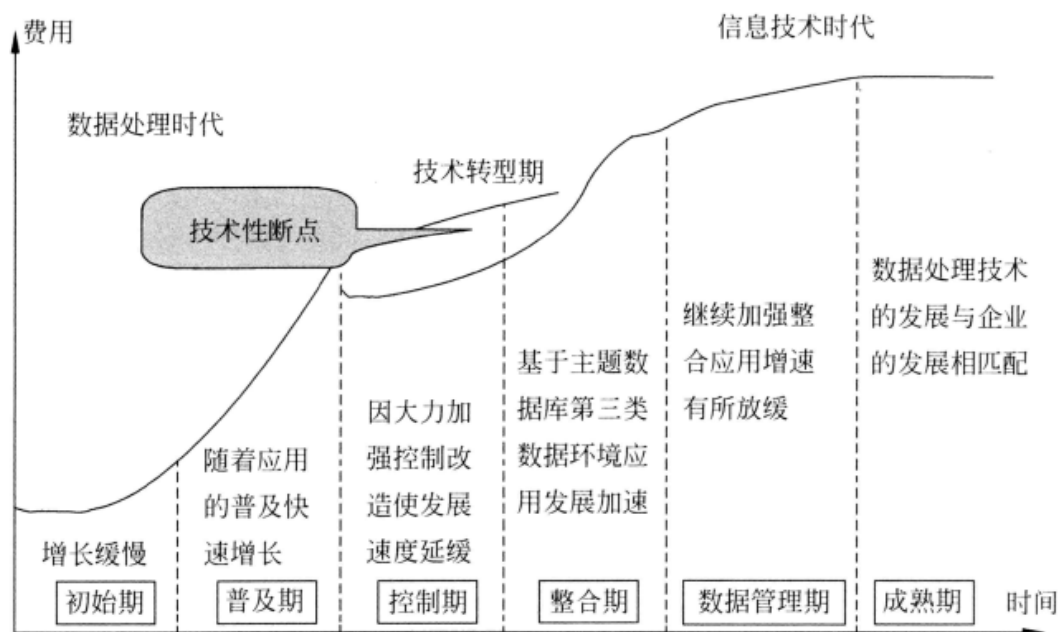 费用
信息技术时代
数据处理时代
技术转型期
技术性断点
数据处理技术
的发展与企业
的发展相匹配
继续加强整
合应用增速
有所放缓
基于主题数
据库第三类
数据环境应
用发展加速
因大力加
强控制改
造使发展
速度延缓
随着应用
的普及快
速增长
增长缓慢
初始期
普及期
控制期
整合期
数据管理期
成熟期
时间